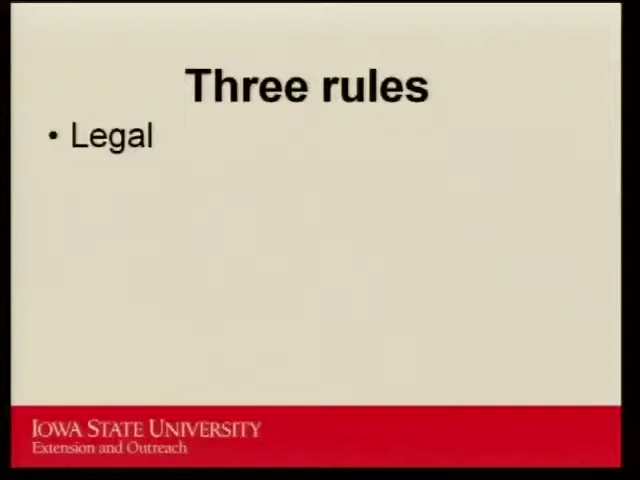 Three rules
• Legal
IOWA STATE UNIVERSITY
Extension and Outreach